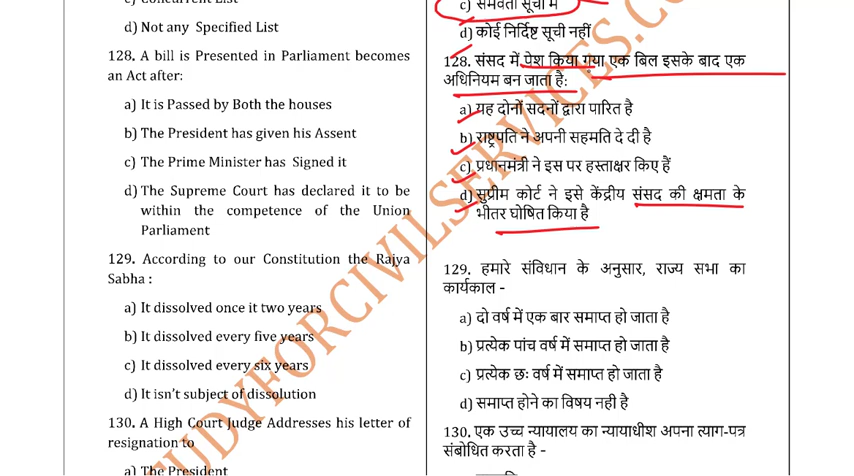 c) Concurrent List
d) Not any Specified List
128. A bill is Presented in Parliament becomes
an Act after:
a) It is Passed by Both the houses
b) The President has given his Assent
c) The Prime Minister has Signed it
d) The Supreme Court has declared it to be
within the competence of the Union
Parliament
129. According to our Constitution the Rajya
Sabha :
a) It dissolved once it two years
b) It dissolved every five years
c) It dissolved every six years
d) It isn't subject of dissolution
130. A High Court Judge Addresses his letter of
resignation to
a) The President
c) समवर्ती सूची में
d) कोई निर्दिष्ट सूची नहीं
128. संसद में पेश किया गया एक बिल इसके बाद एक
अधिनियम बन जाता है:
a) यह दोनों सदनों द्वारा पारित है
b) राष्ट्रपति ने अपनी सहमति दे दी है
c) प्रधानमंत्री ने इस पर हस्ताक्षर किए हैं
d) सुप्रीम कोर्ट ने इसे केंद्रीय संसद की क्षमता के
भीतर घोषित किया है
129. हमारे संविधान के अनुसार, राज्य सभा का
कार्यकाल -
a) दो वर्ष में एक बार समाप्त हो जाता है
b) प्रत्येक पांच वर्ष में समाप्त हो जाता है
c) प्रत्येक छः वर्ष में समाप्त हो जाता है
d) समाप्त होने का विषय नही है
130. एक उच्च न्यायालय का न्यायाधीश अपना त्याग-पत्र
संबोधित करता है -
STUDYFORCIVILSERVICES.COM